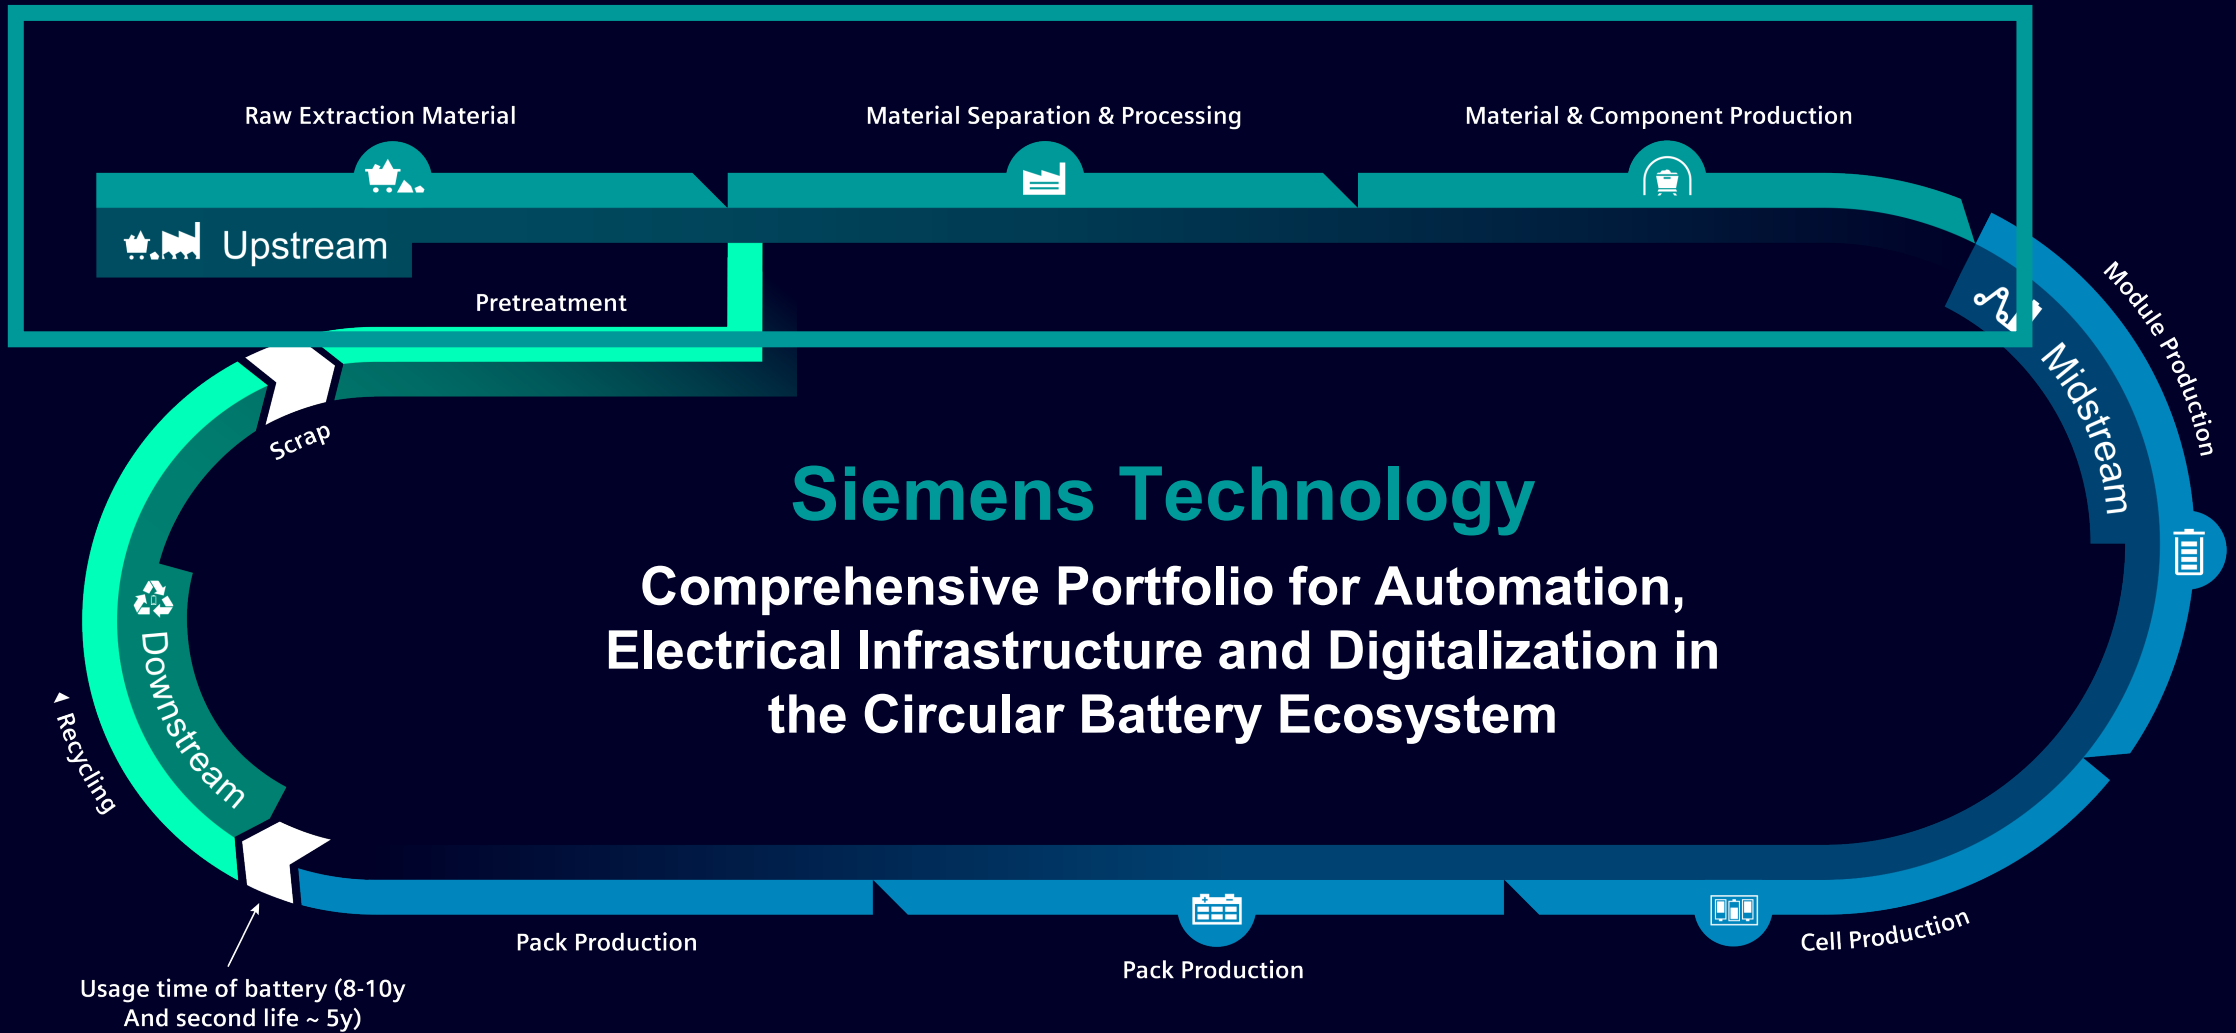 Raw Extraction Material
Material Separation & Processing
Material & Component Production
Upstream
Pretreatment
Module Production
Midstream
Scrap
Siemens Technology
Comprehensive Portfolio for Automation,
Electrical Infrastructure and Digitalization in
the Circular Battery Ecosystem
Downstream
Recycling
Pack Production
Pack Production
Cell Production
Usage time of battery (8-10y
And second life ~ 5y)